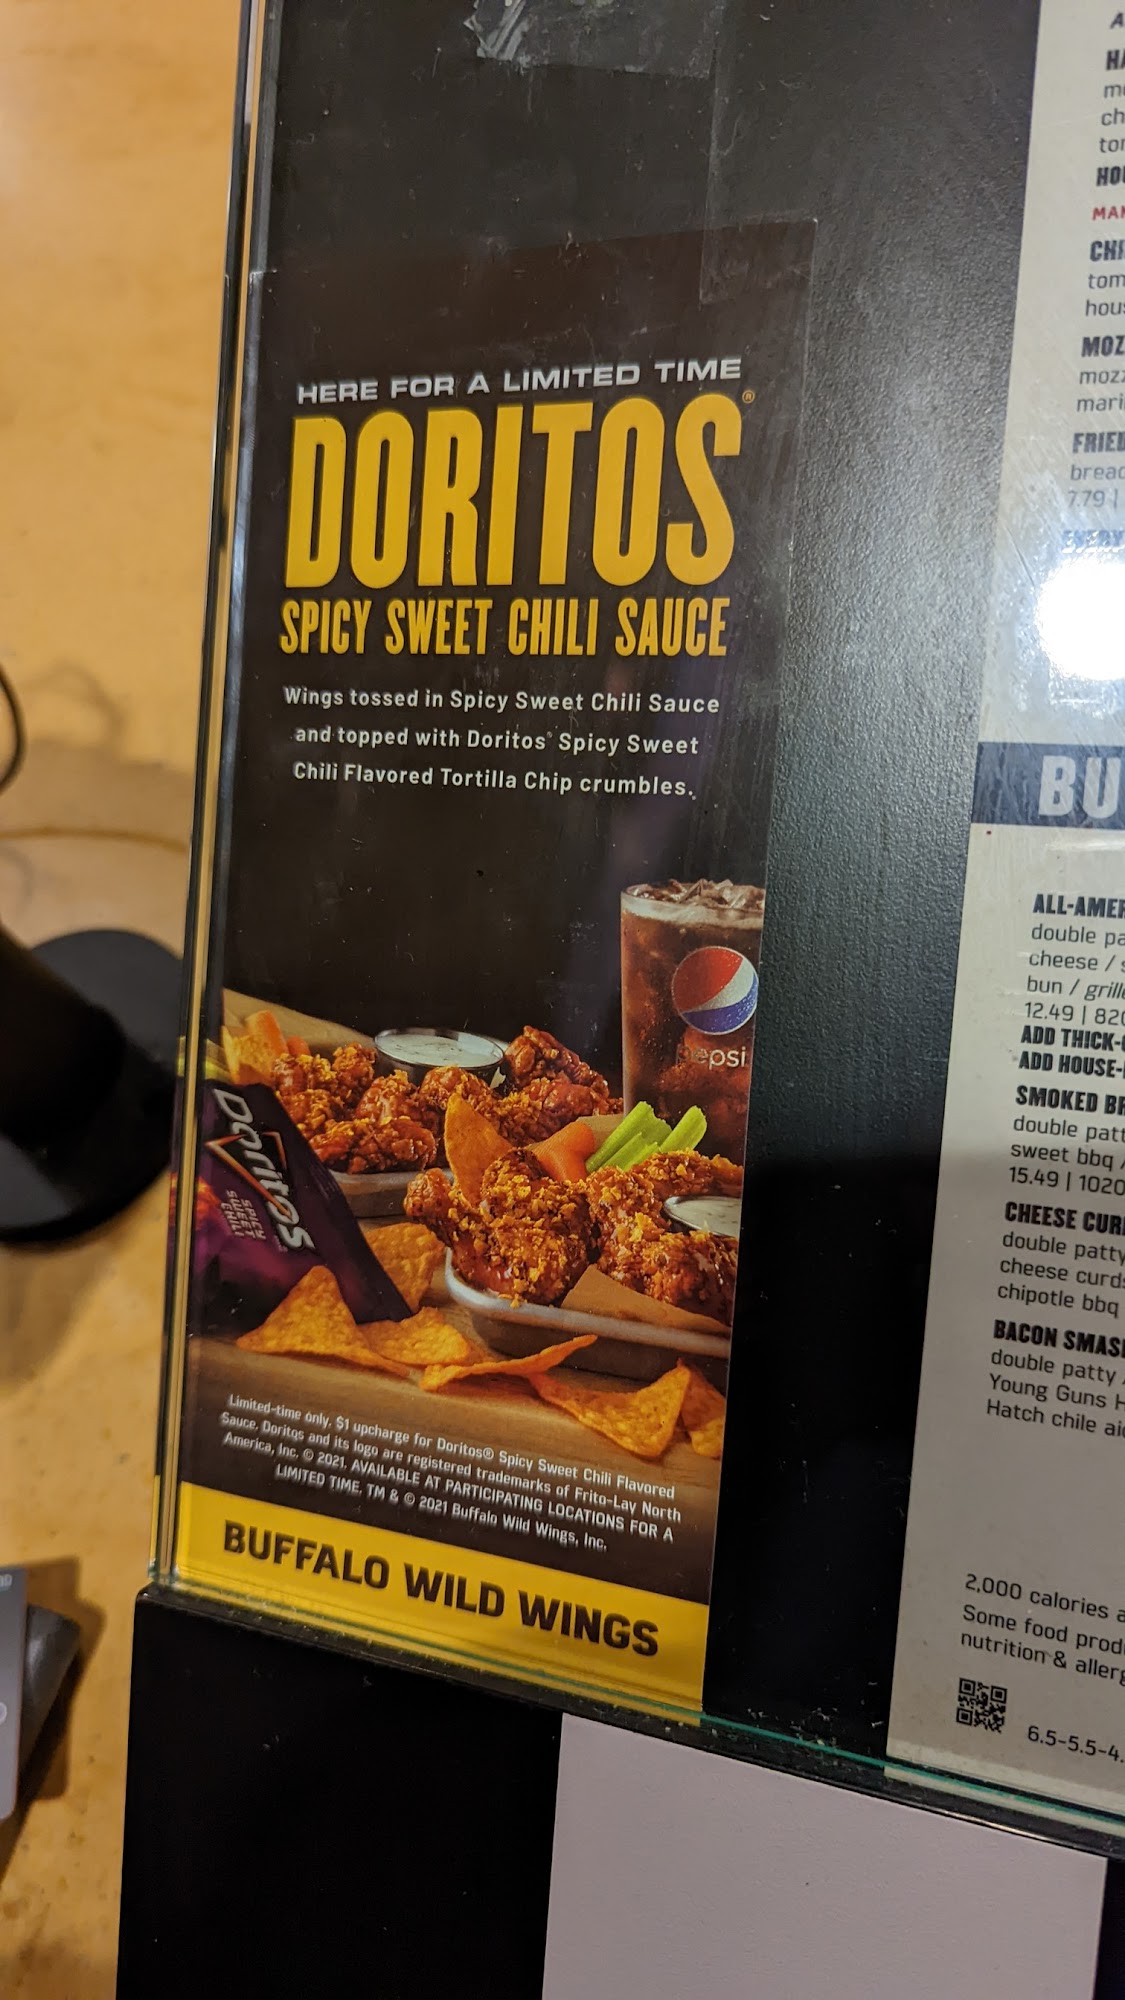 HERE FOR A LIMITED TIME
DORITOS®
SPICY SWEET CHILI SAUCE
Wings tossed in Spicy Sweet Chili Sauce
and topped with Doritos® Spicy Sweet
Chili Flavored Tortilla Chip crumbles.
pepsi
Doritos
SPICY
SWEET
CHILI
Limited-time only. $1 upcharge for Doritos® Spicy Sweet Chili Flavored
Sauce. Doritos and its logo are registered trademarks of Frito-Lay North
America, Inc. © 2021. AVAILABLE AT PARTICIPATING LOCATIONS FOR A
LIMITED TIME. TM & © 2021 Buffalo Wild Wings, Inc.
BUFFALO WILD WINGS
7.79 |
BU
ALL-AMER
double pa
cheese / s
bun / grille
12.49 | 820
ADD THICK-
ADD HOUSE-
SMOKED BR
double patt
sweet bbq /
15.49 | 1020
CHEESE CUR
double patty
cheese curds
chipotle bbq
BACON SMAS
double patty /
Young Guns H
Hatch chile aio
2,000 calories a
Some food prod
nutrition & allerg
6.5-5.5-4.